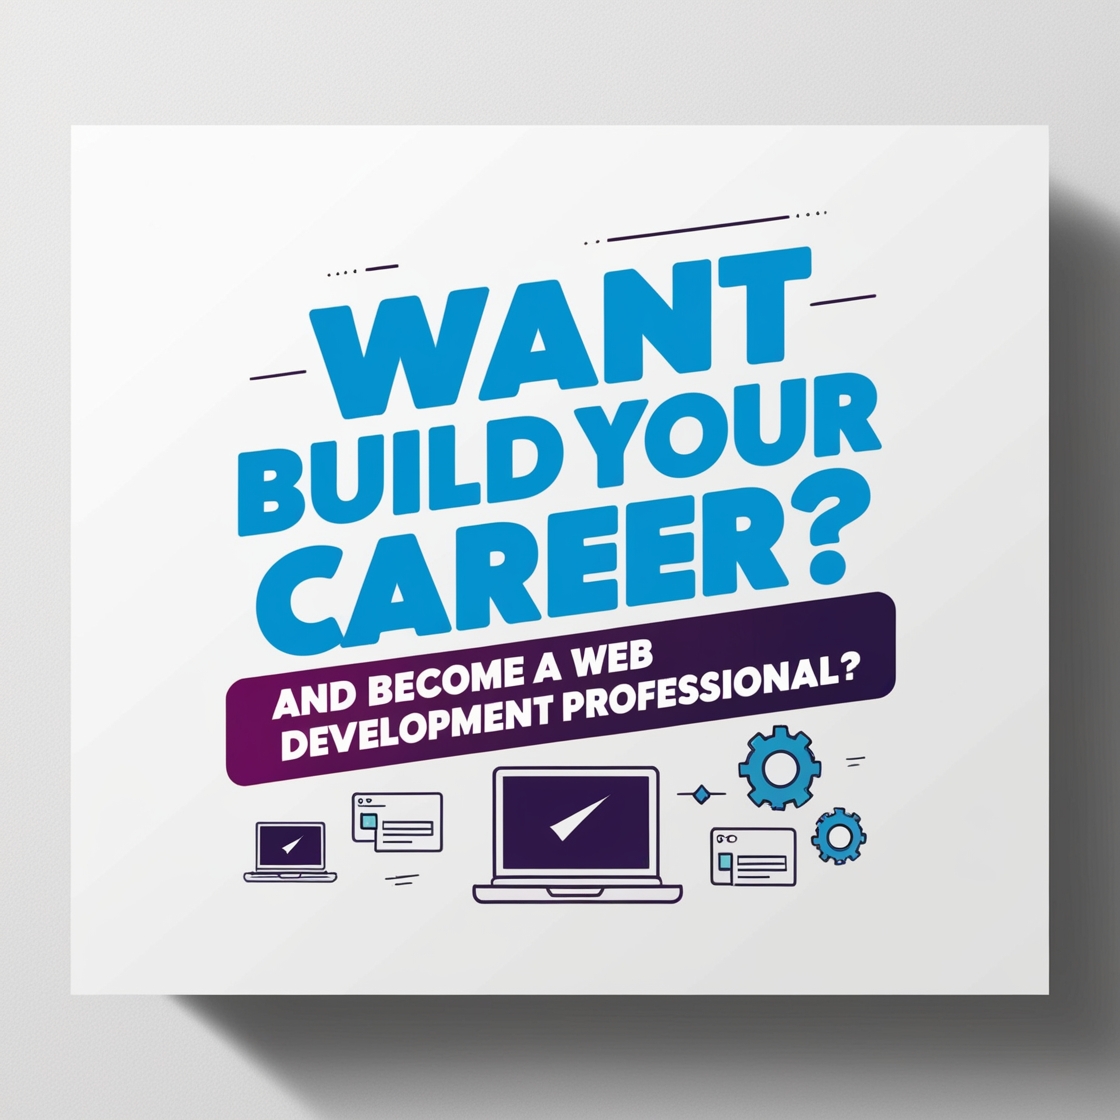 WANT
BUILD YOUR
CAREER?
AND BECOME A WEB
DEVELOPMENT PROFESSIONAL?